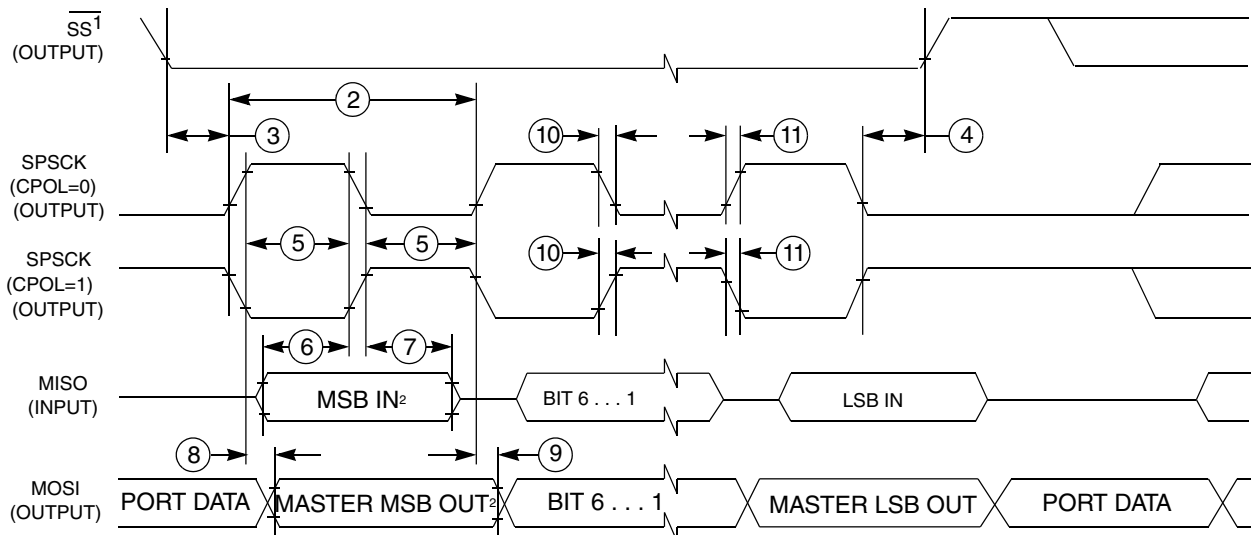 SS¹
(OUTPUT)
2
3
10
11
4
SPSCK
(CPOL=0)
(OUTPUT)
5
5
SPSCK
(CPOL=1)
(OUTPUT)
10
11
6
7
MISO
(INPUT)
MSB IN²
BIT 6 . . . 1
LSB IN
8
9
MOSI
(OUTPUT)
PORT DATA
MASTER MSB OUT²
BIT 6 . . . 1
MASTER LSB OUT
PORT DATA